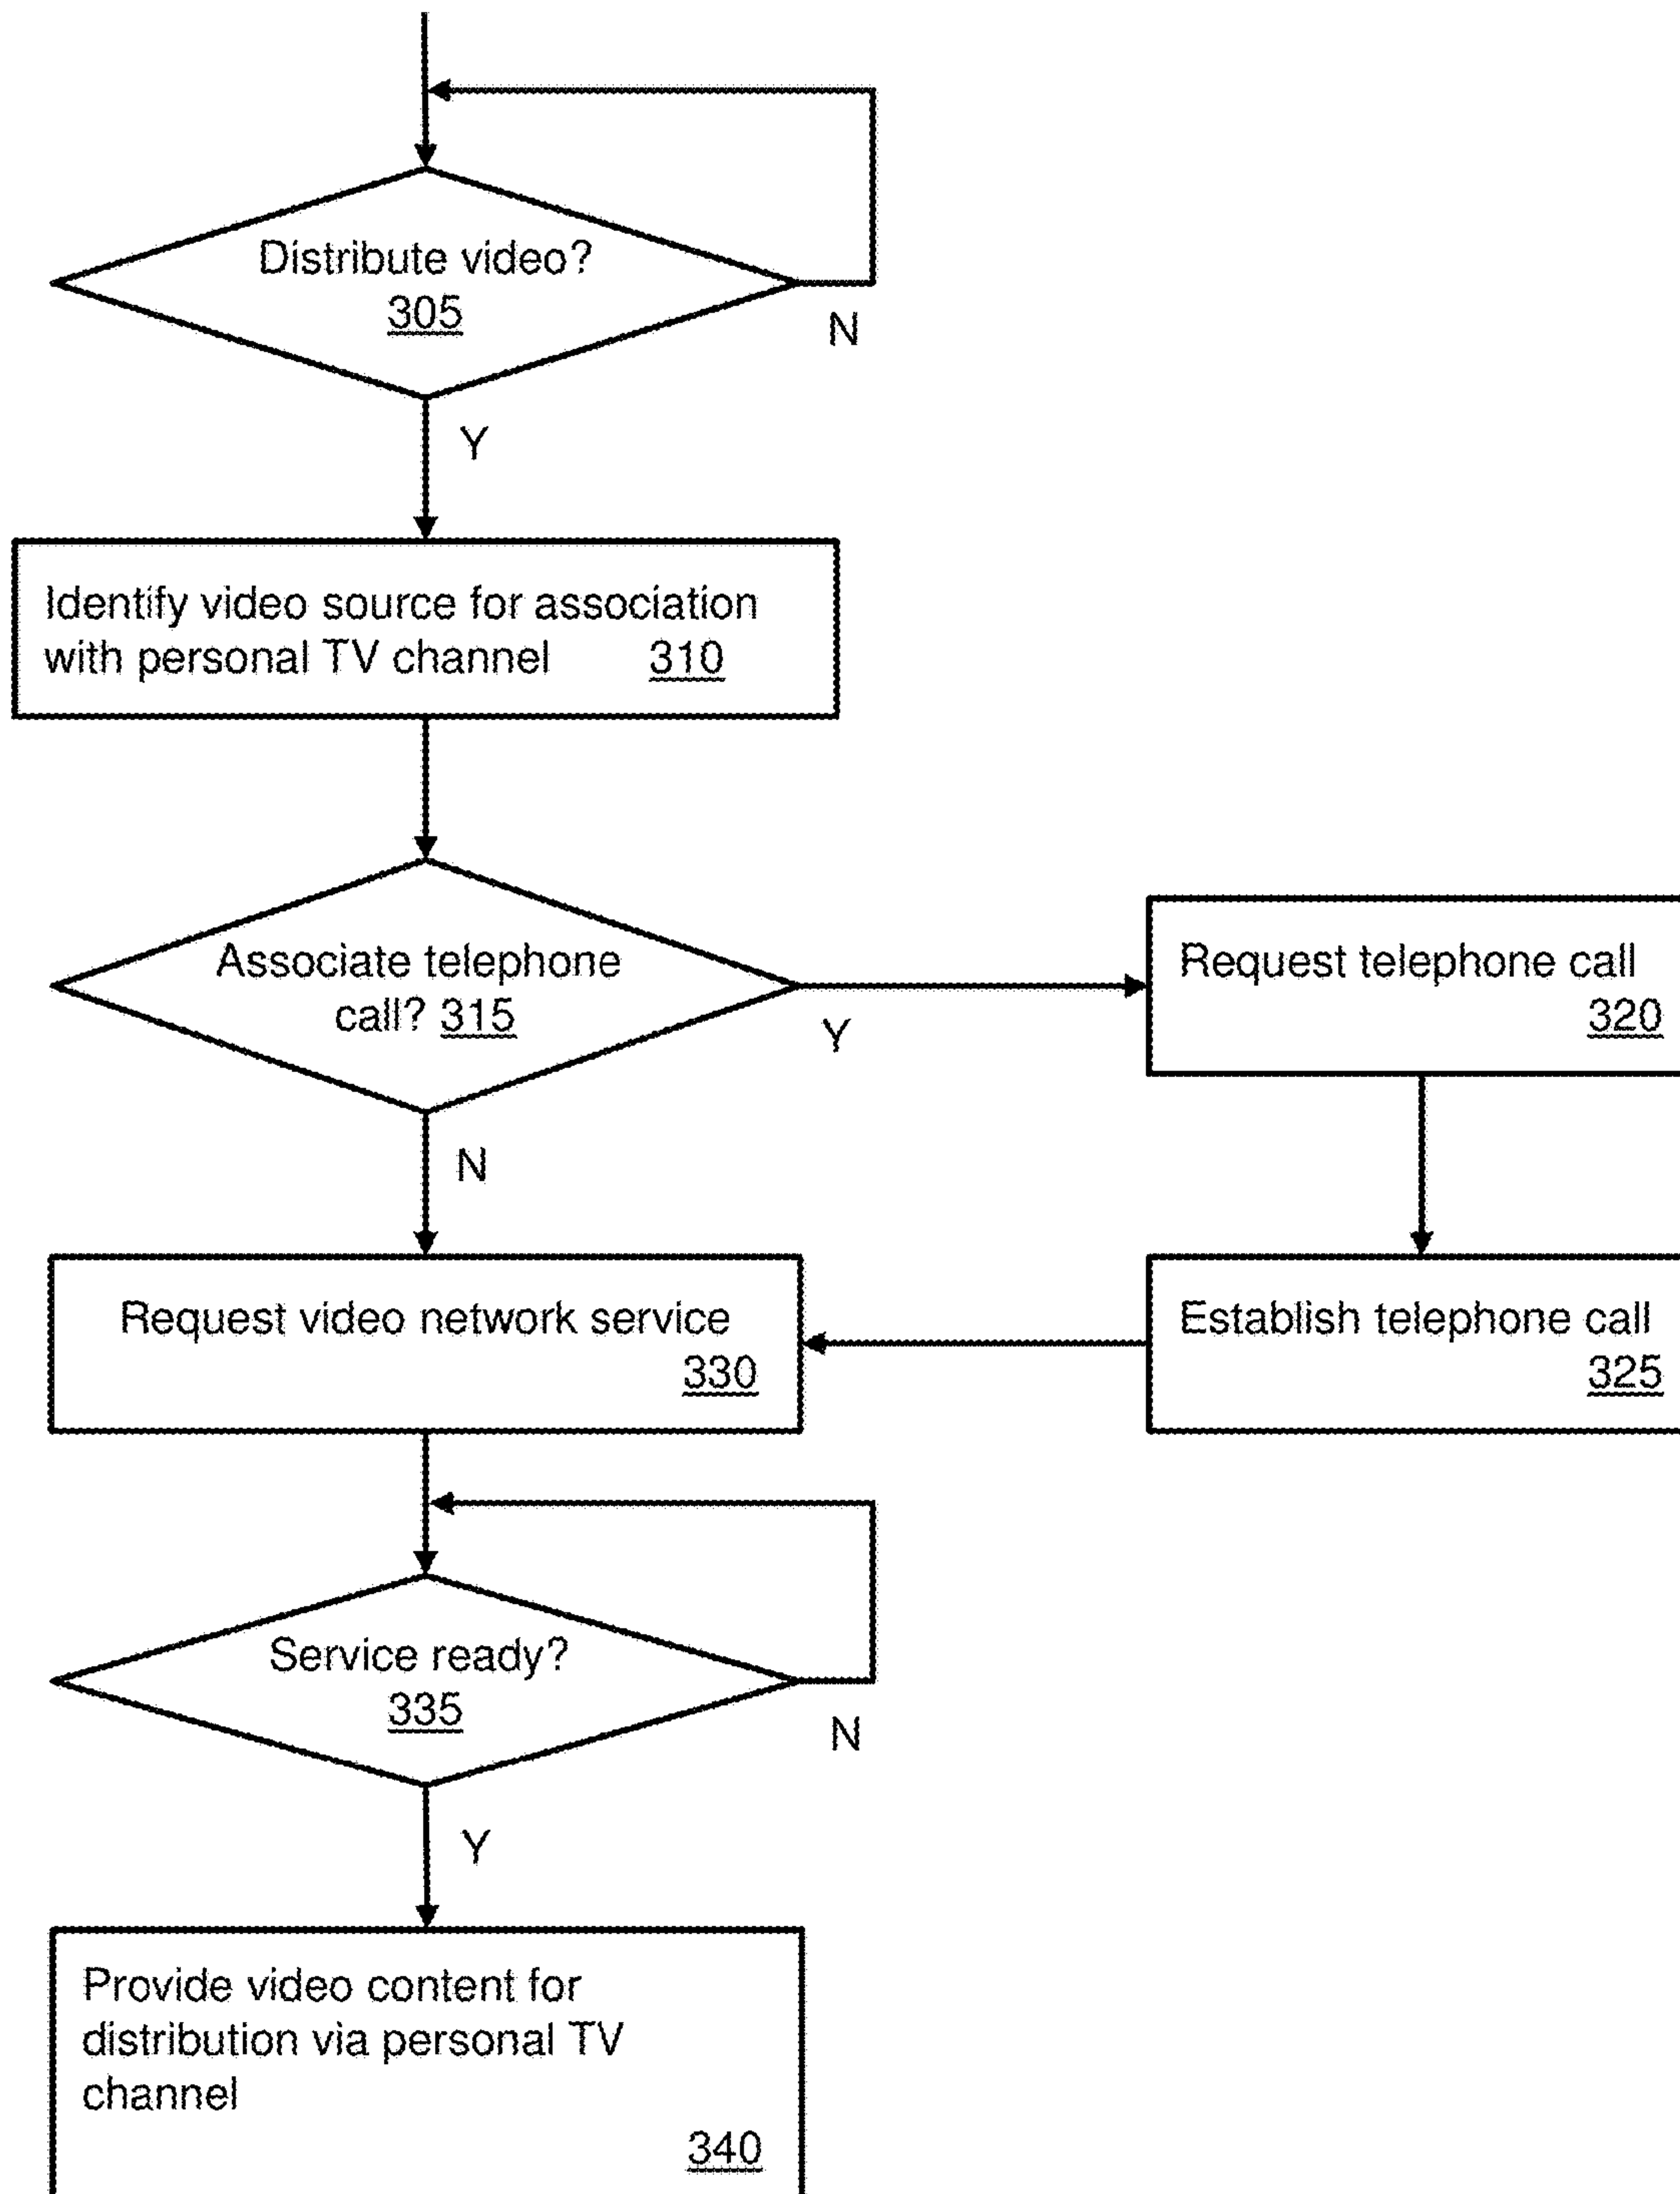 Distribute video?
305
N
Y
Identify video source for association
with personal TV channel 310
Associate telephone
call? 315
Y
Request telephone call
320
N
Request video network service
330
Establish telephone call
325
Service ready?
335
N
Y
Provide video content for
distribution via personal TV
channel
340